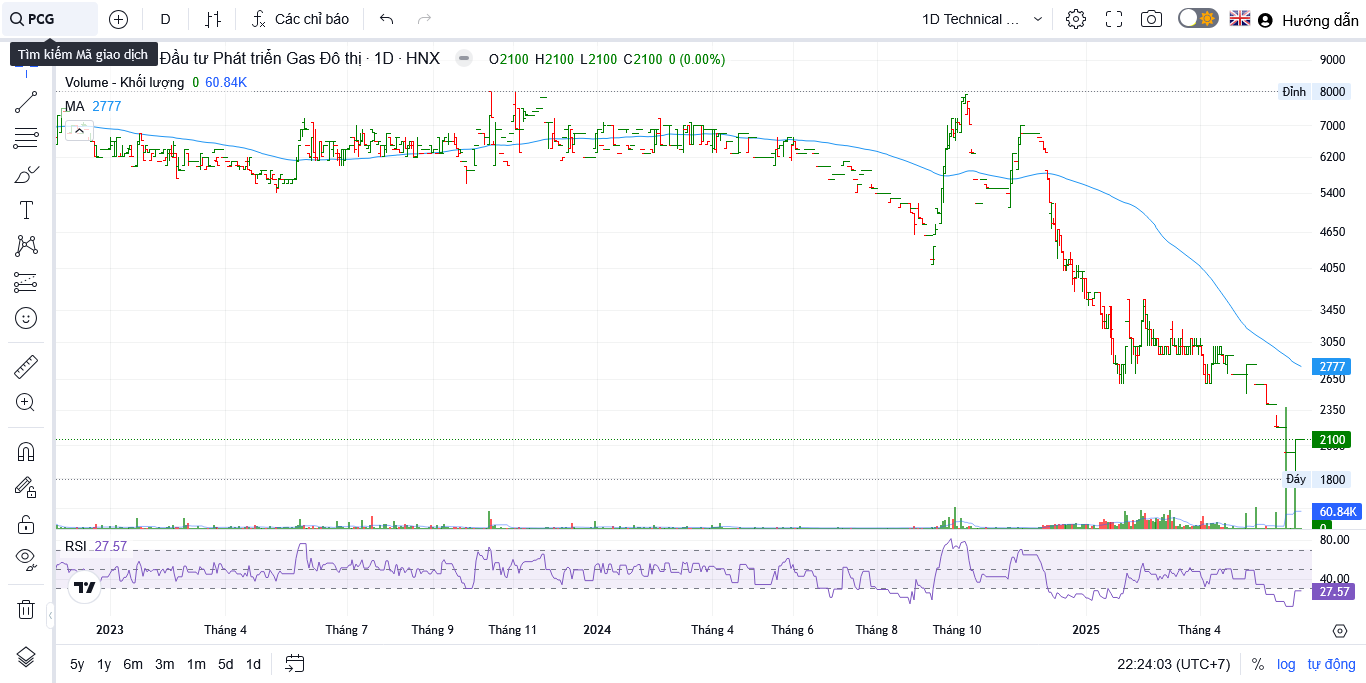 PCG
D
Các chỉ báo
1D Technical ...
Hướng dẫn
Tìm kiếm Mã giao dịch
Đầu tư Phát triển Gas Đô thị · 1D · HNX
O2100 H2100 L2100 C2100 0 (0.00%)
Volume - Khối lượng 0 60.84K
MA 2777
9000
Đỉnh 8000
7000
6200
5400
4650
4050
3450
3050
2777
2650
2350
2100
Đáy 1800
60.84K
0
RSI 27.57
80.00
40.00
27.57
2023 Tháng 4 Tháng 7 Tháng 9 Tháng 11 2024 Tháng 4 Tháng 6 Tháng 8 Tháng 10 2025 Tháng 4
5y 1y 6m 3m 1m 5d 1d
22:24:03 (UTC+7) % log tự động